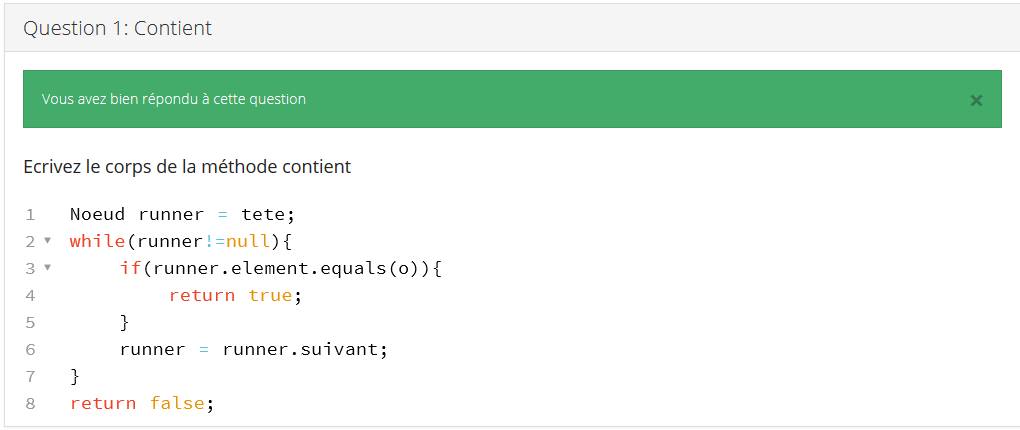 Question 1: Contient
Vous avez bien répondu à cette question ×
Ecrivez le corps de la méthode contient
1 Noeud runner = tete;
2 ▾ while(runner!=null){
3 ▾ if(runner.element.equals(o)){
4 return true;
5 }
6 runner = runner.suivant;
7 }
8 return false;